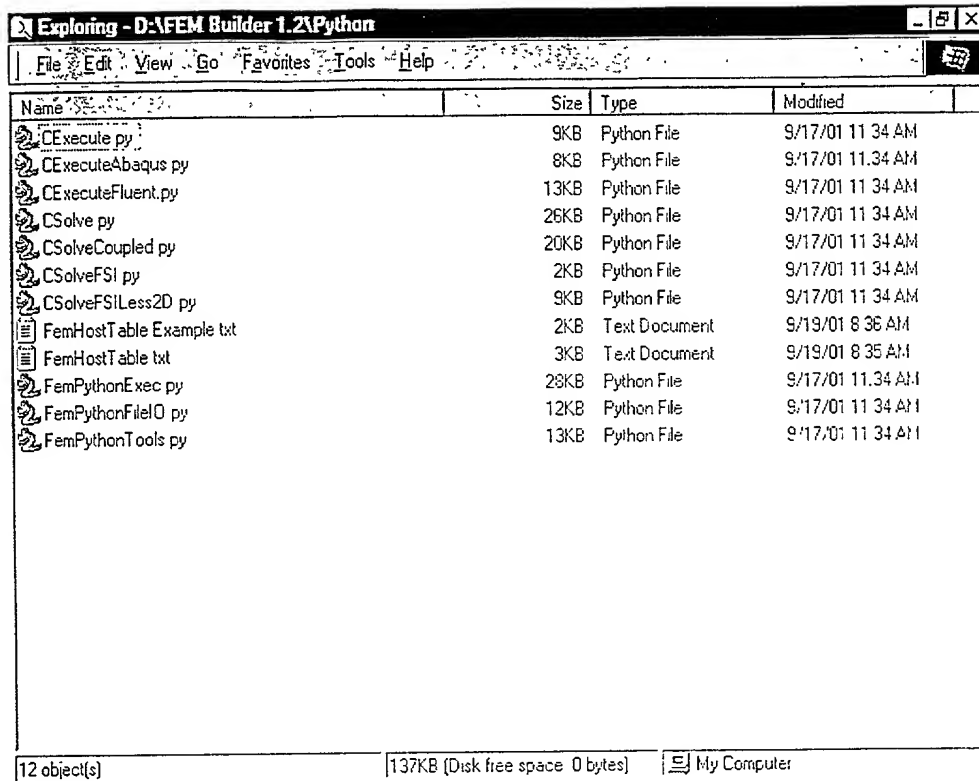 Exploring - D:\FEM Builder 1.2\Python
File Edit View Go Favorites Tools Help
Name Size Type Modified
CExecute py 9KB Python File 9/17/01 11 34 AM
CExecuteAbaqus py 8KB Python File 9/17/01 11.34 AM
CExecuteFluent.py 13KB Python File 9/17/01 11 34 AM
CSolve py 26KB Python File 9/17/01 11 34 AM
CSolveCoupled py 20KB Python File 9/17/01 11 34 AM
CSolveFSI py 2KB Python File 9/17/01 11 34 AM
CSolveFSILess2D py 9KB Python File 9/17/01 11 34 AM
FemHostTable Example txt 2KB Text Document 9/19/01 8 36 AM
FemHostTable txt 3KB Text Document 9/19/01 8 35 AM
FemPythonExec py 28KB Python File 9/17/01 11.34 AM
FemPythonFileIO py 12KB Python File 9/17/01 11 34 AM
FemPythonTools py 13KB Python File 9/17/01 11 34 AM
12 object(s) 137KB (Disk free space 0 bytes) My Computer